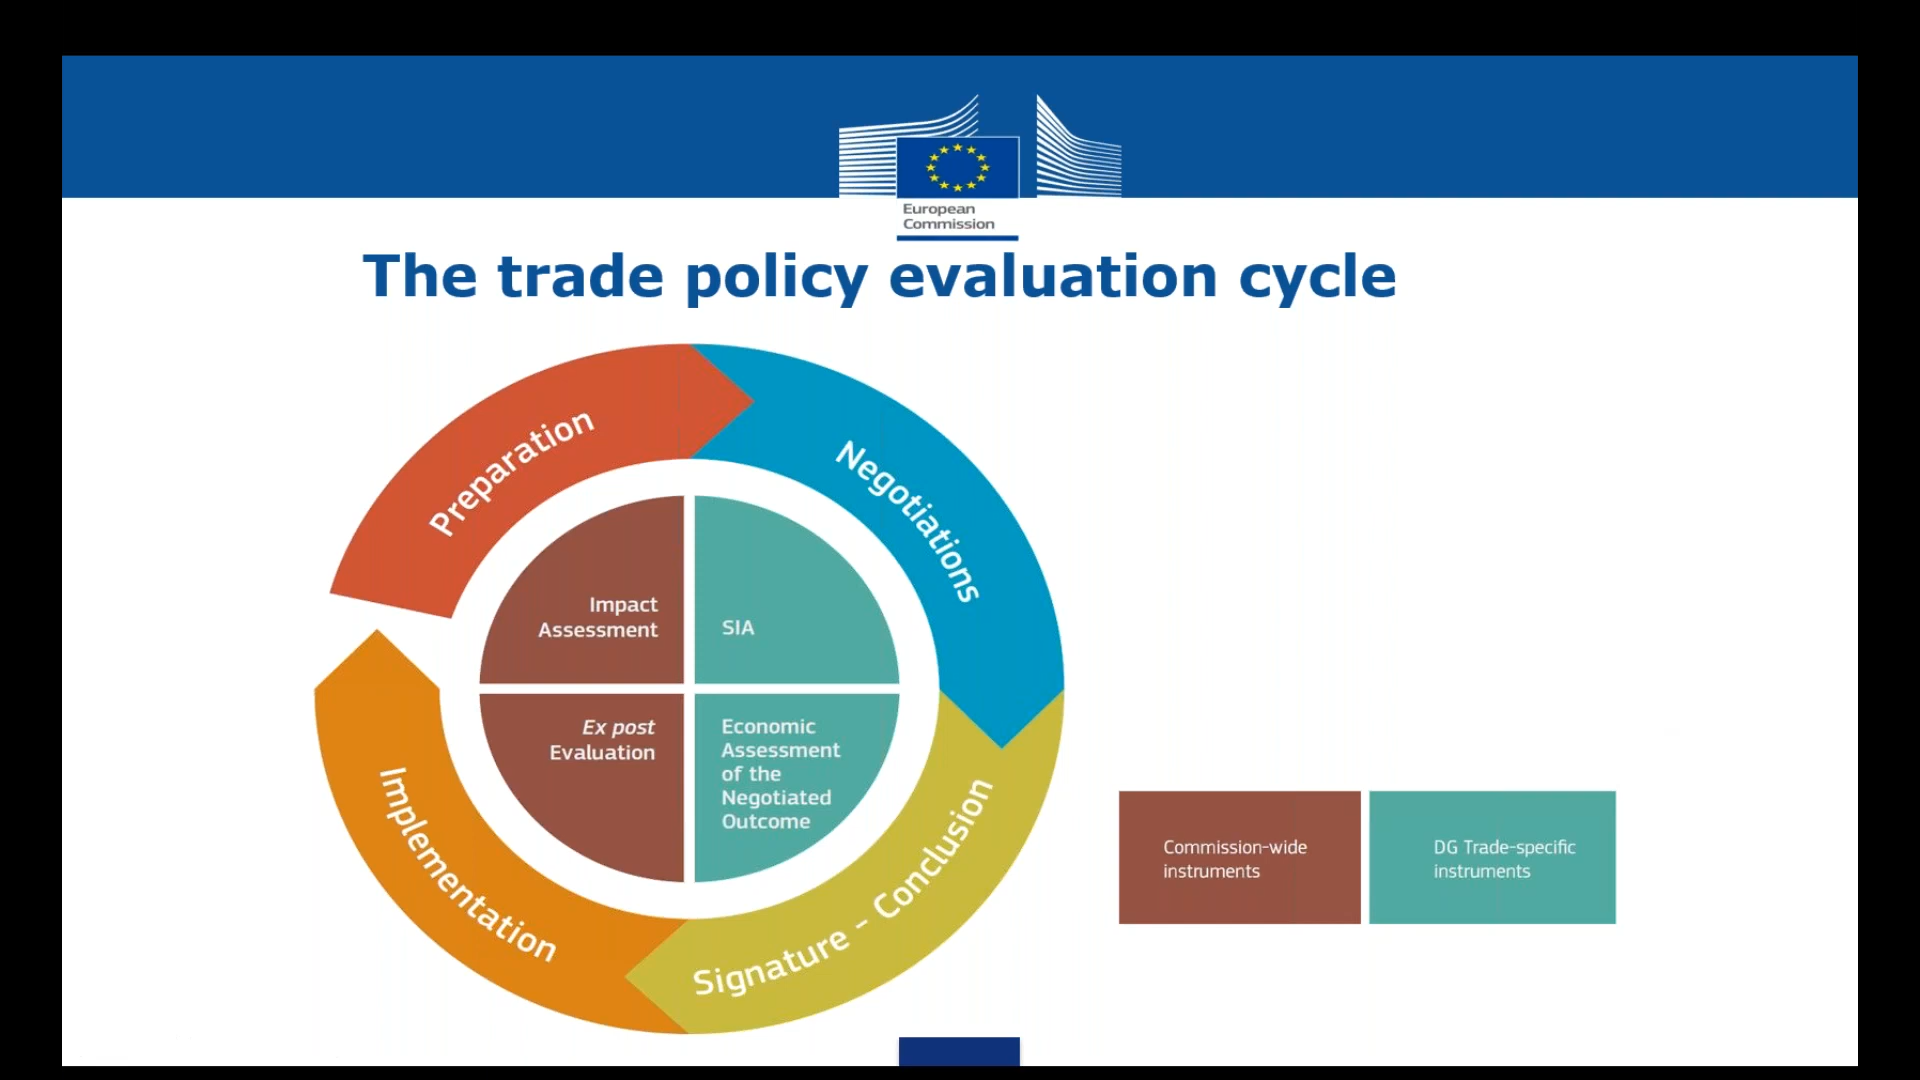 European
Commission
The trade policy evaluation cycle
Preparation
Negotiations
Impact
Assessment
SIA
Ex post
Evaluation
Economic
Assessment
of the
Negotiated
Outcome
Implementation
Signature – Conclusion
Commission-wide
instruments
DG Trade-specific
instruments